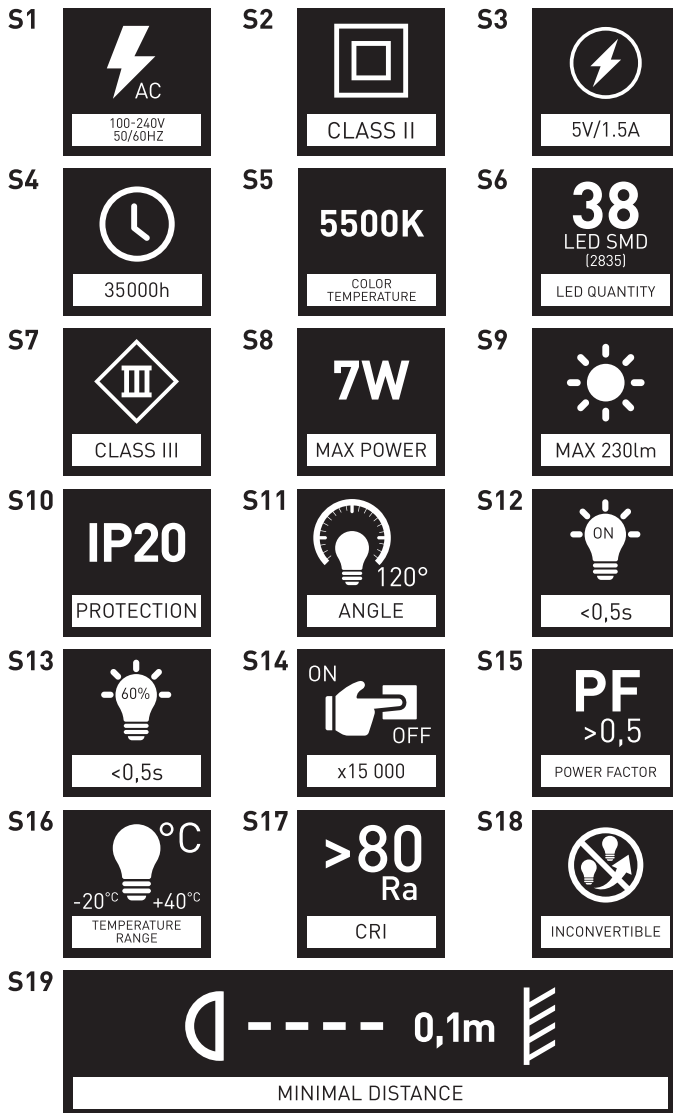 S1
AC
100-240V
50/60HZ
S2
CLASS II
S3
5V/1.5A
S4
35000h
S5
5500K
COLOR
TEMPERATURE
S6
38
LED SMD
(2835)
LED QUANTITY
S7
III
CLASS III
S8
7W
MAX POWER
S9
MAX 230lm
S10
IP20
PROTECTION
S11
120°
ANGLE
S12
ON
<0,5s
S13
60%
<0,5s
S14
ON
OFF
x15 000
S15
PF
>0,5
POWER FACTOR
S16
°C
-20°C +40°C
TEMPERATURE
RANGE
S17
>80
Ra
CRI
S18
INCONVERTIBLE
S19
0,1m
MINIMAL DISTANCE